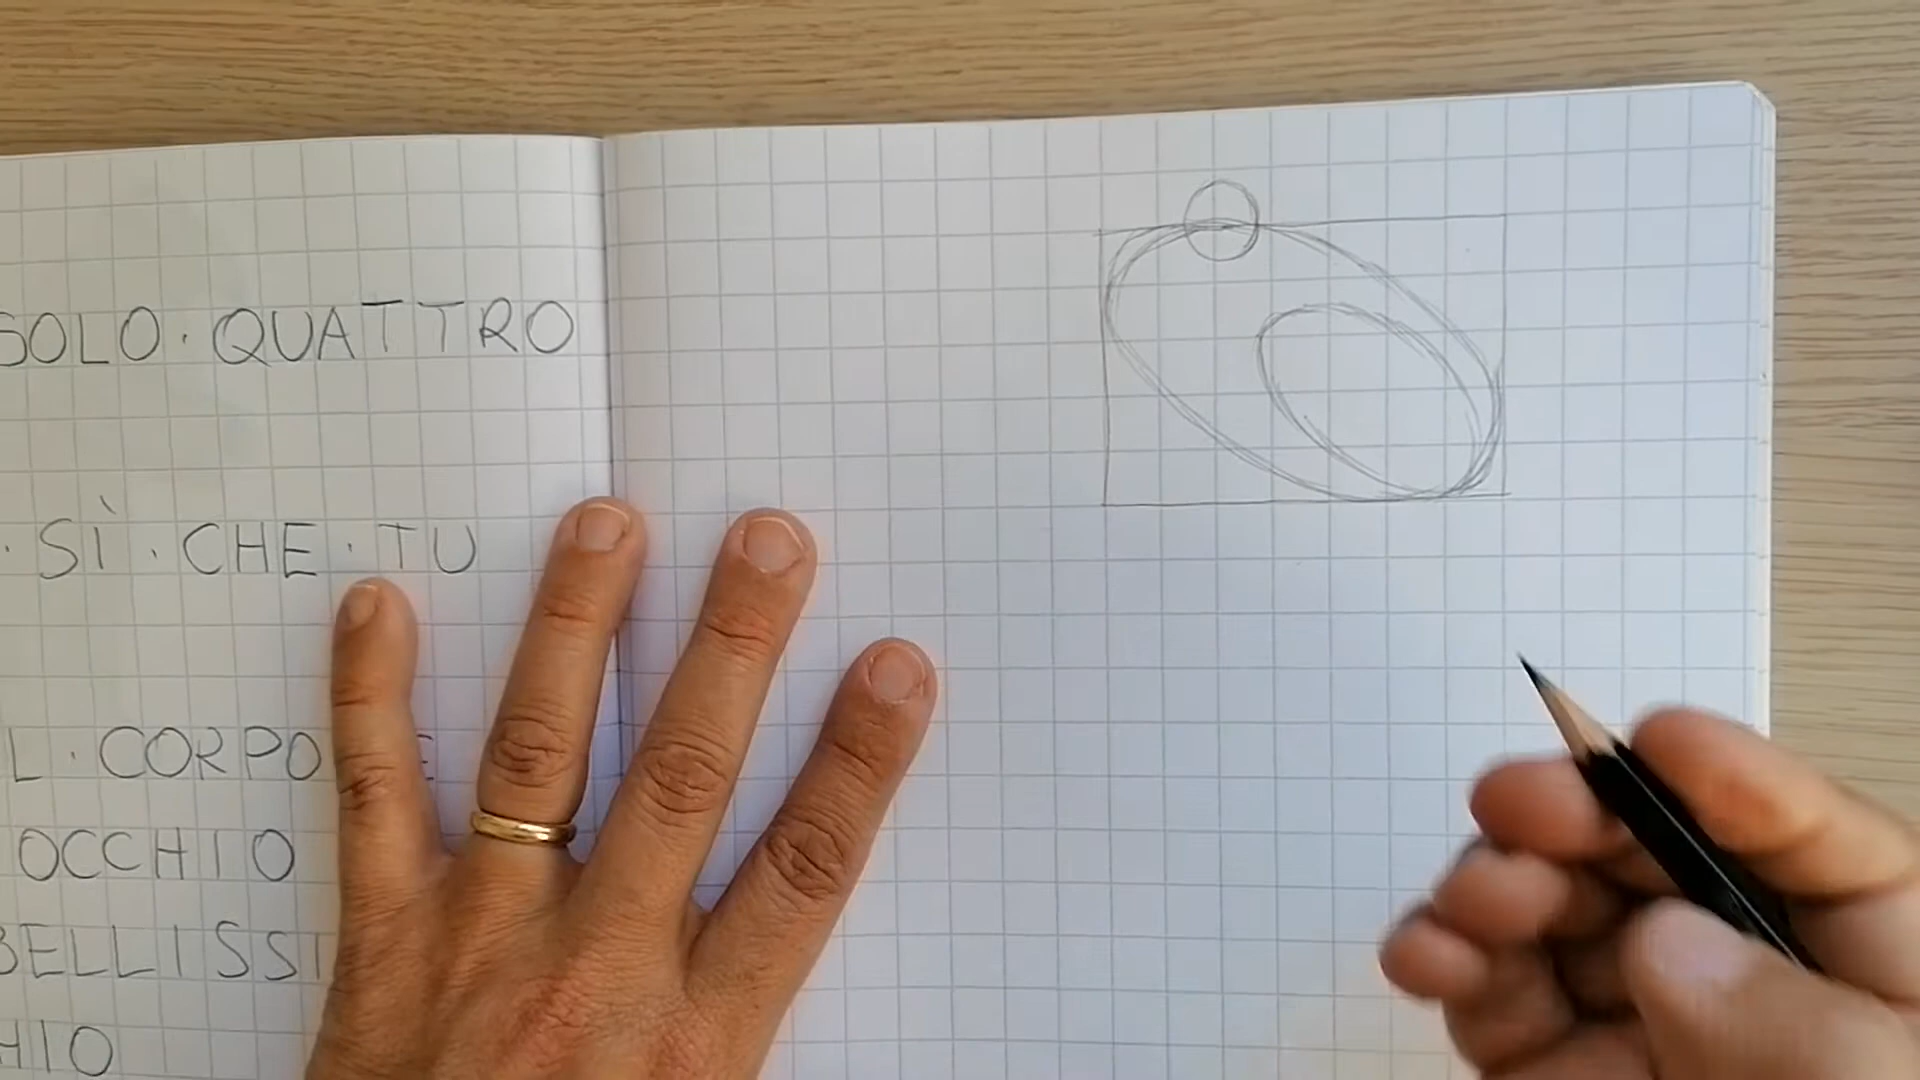 SOLO · QUATTRO
· SÌ · CHE · TU
L · CORPO
OCCHIO
BELLISSI
HIO